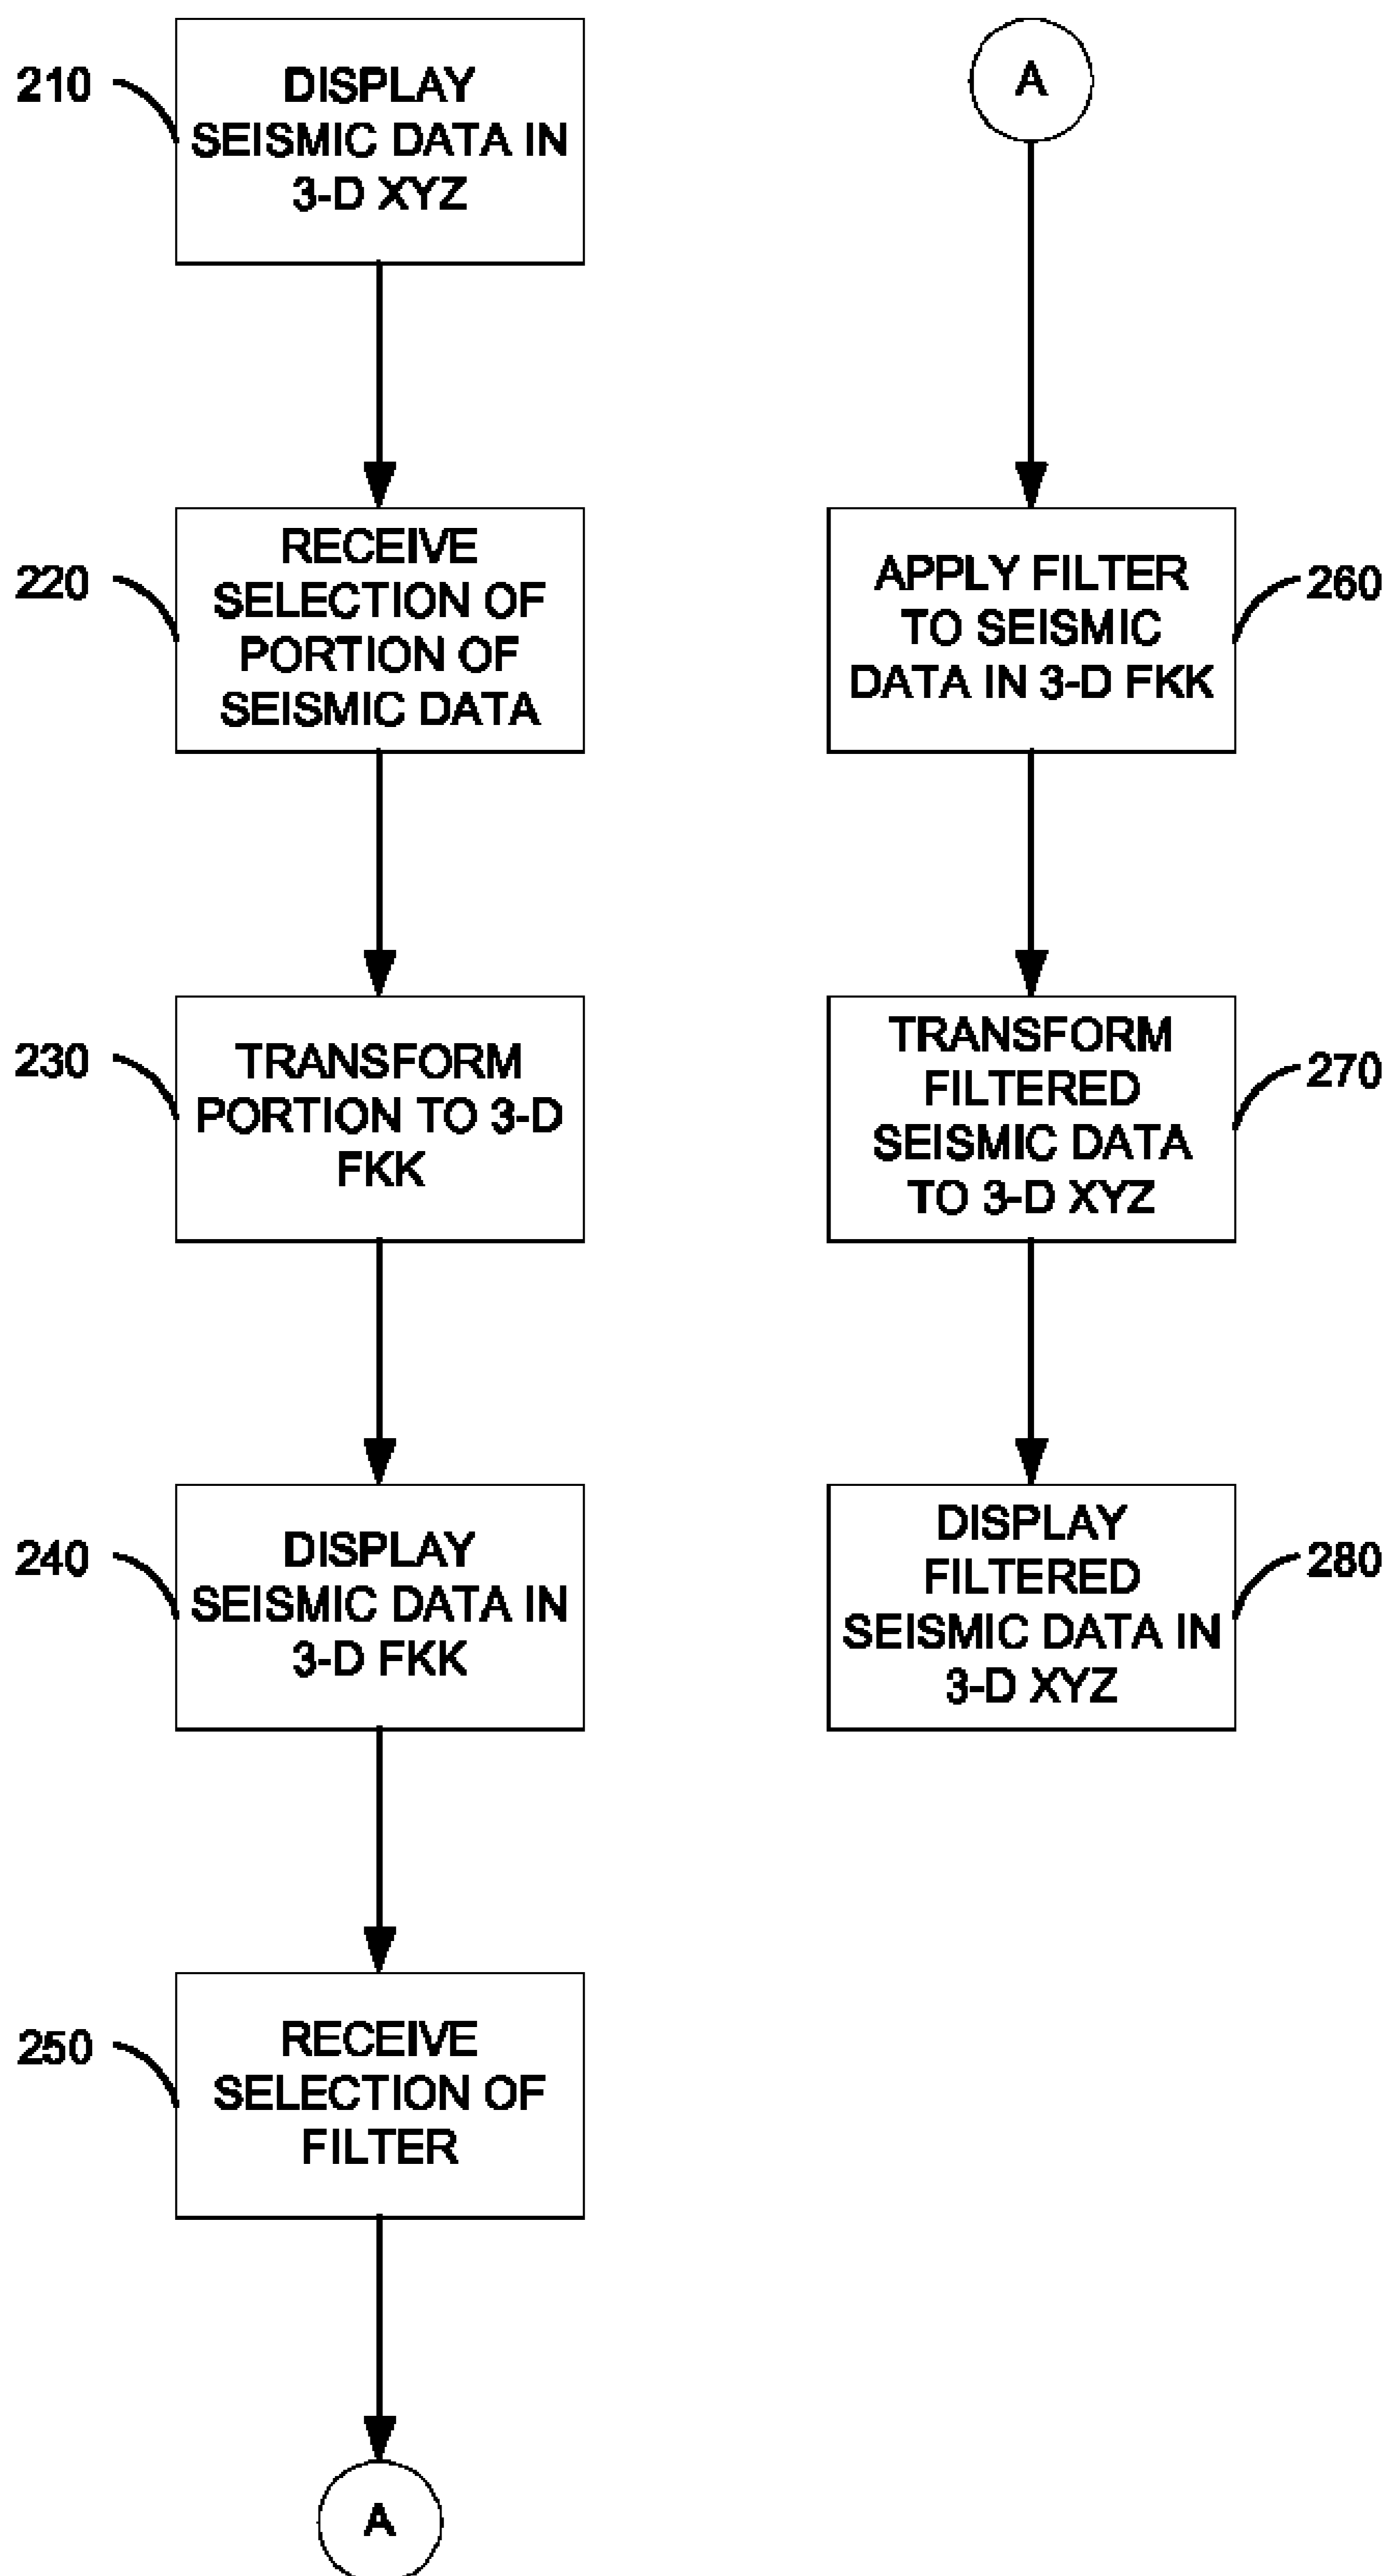 210
DISPLAY
SEISMIC DATA IN
3-D XYZ
220
RECEIVE
SELECTION OF
PORTION OF
SEISMIC DATA
230
TRANSFORM
PORTION TO 3-D
FKK
240
DISPLAY
SEISMIC DATA IN
3-D FKK
250
RECEIVE
SELECTION OF
FILTER
A
A
APPLY FILTER
TO SEISMIC
DATA IN 3-D FKK
260
TRANSFORM
FILTERED
SEISMIC DATA
TO 3-D XYZ
270
DISPLAY
FILTERED
SEISMIC DATA IN
3-D XYZ
280